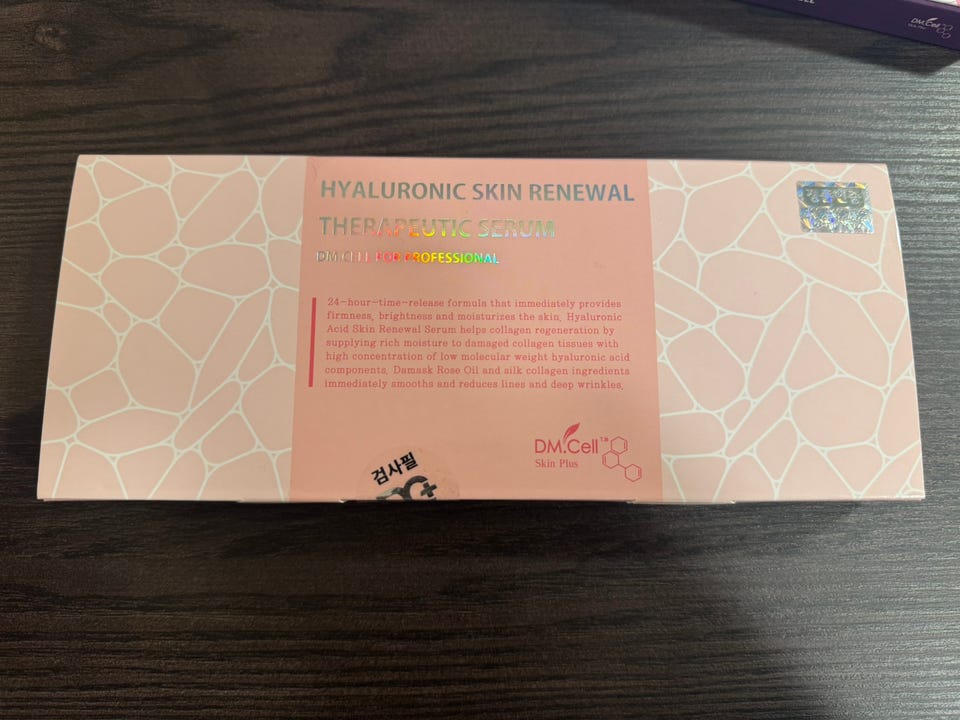 DM.Cell
HYALURONIC SKIN RENEWAL
THERAPEUTIC SERUM
DM.CELL FOR PROFESSIONAL
24-hour-time-release formula that immediately provides
firmness, brightness and moisturizes the skin. Hyaluronic
Acid Skin Renewal Serum helps collagen regeneration by
supplying rich moisture to damaged collagen tissues with
high concentration of low molecular weight hyaluronic acid
components. Damask Rose Oil and silk collagen ingredients
immediately smooths and reduces lines and deep wrinkles.
DM.Cell™
Skin Plus
검사필